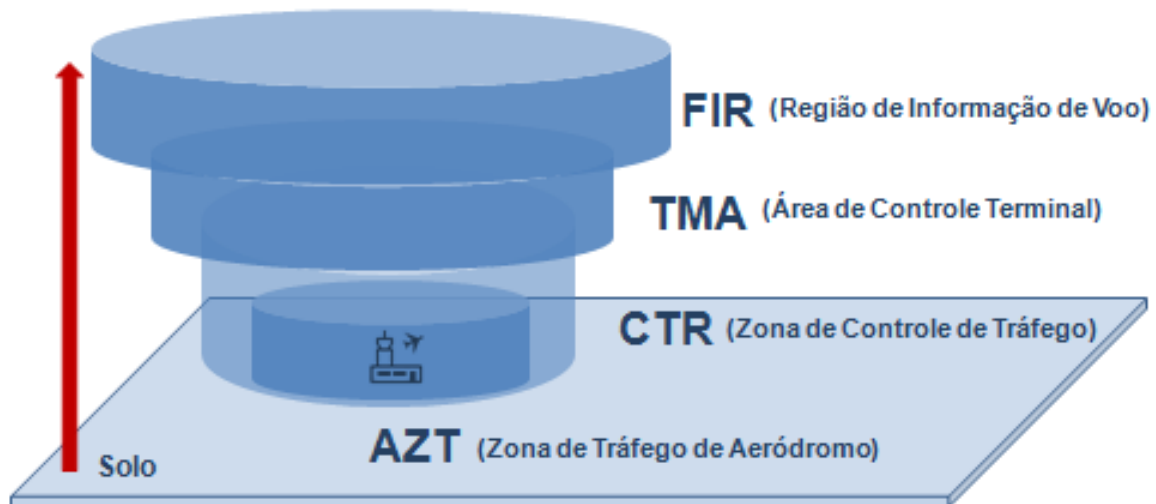 FIR (Região de Informação de Voo)
TMA (Área de Controle Terminal)
CTR (Zona de Controle de Tráfego)
AZT (Zona de Tráfego de Aeródromo)
Solo